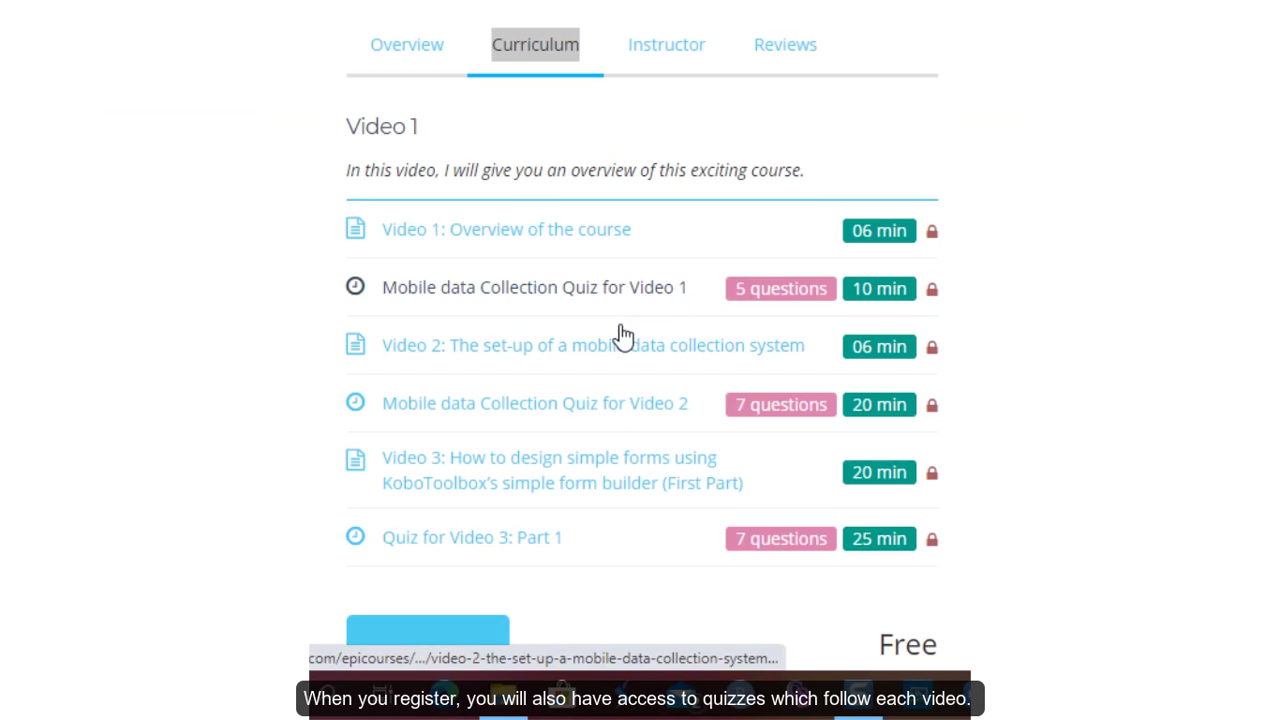 Overview Curriculum Instructor Reviews
Video 1
In this video, I will give you an overview of this exciting course.
Video 1: Overview of the course 06 min
Mobile data Collection Quiz for Video 1 5 questions 10 min
Video 2: The set-up of a mobile data collection system 06 min
Mobile data Collection Quiz for Video 2 7 questions 20 min
Video 3: How to design simple forms using
KoboToolbox's simple form builder (First Part) 20 min
Quiz for Video 3: Part 1 7 questions 25 min
Free
com/epicourses/.../video-2-the-set-up-a-mobile-data-collection-system...
When you register, you will also have access to quizzes which follow each video.